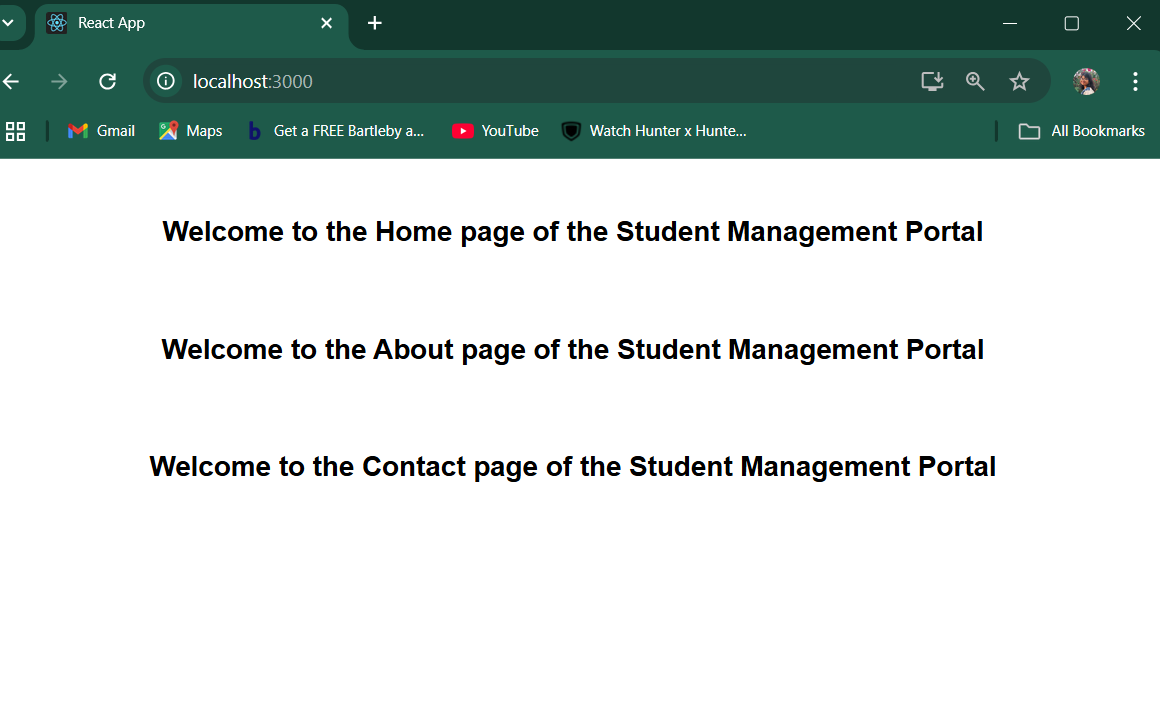 React App
localhost:3000
Gmail Maps b Get a FREE Bartleby a... YouTube Watch Hunter x Hunte... All Bookmarks
Welcome to the Home page of the Student Management Portal
Welcome to the About page of the Student Management Portal
Welcome to the Contact page of the Student Management Portal